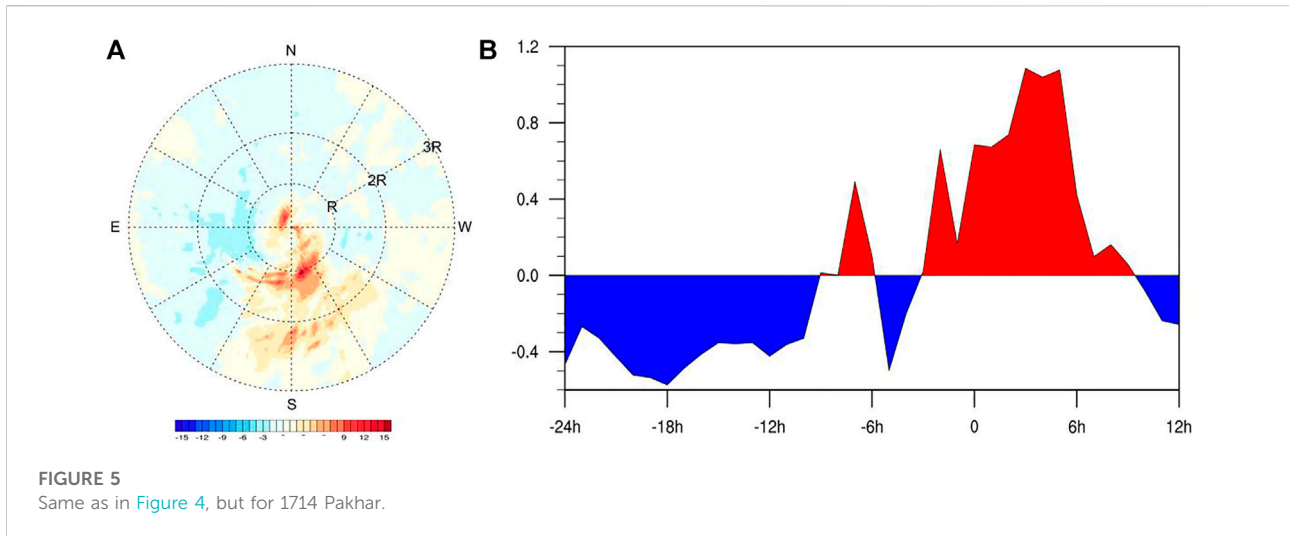 A
N
3R
2R
R
E
W
S
-15 -12 -9 -6 -3 - - - 9 12 15
B
1.2
0.8
0.4
0.0
-0.4
-24h -18h -12h -6h 0 6h 12h
FIGURE 5
Same as in Figure 4, but for 1714 Pakhar.